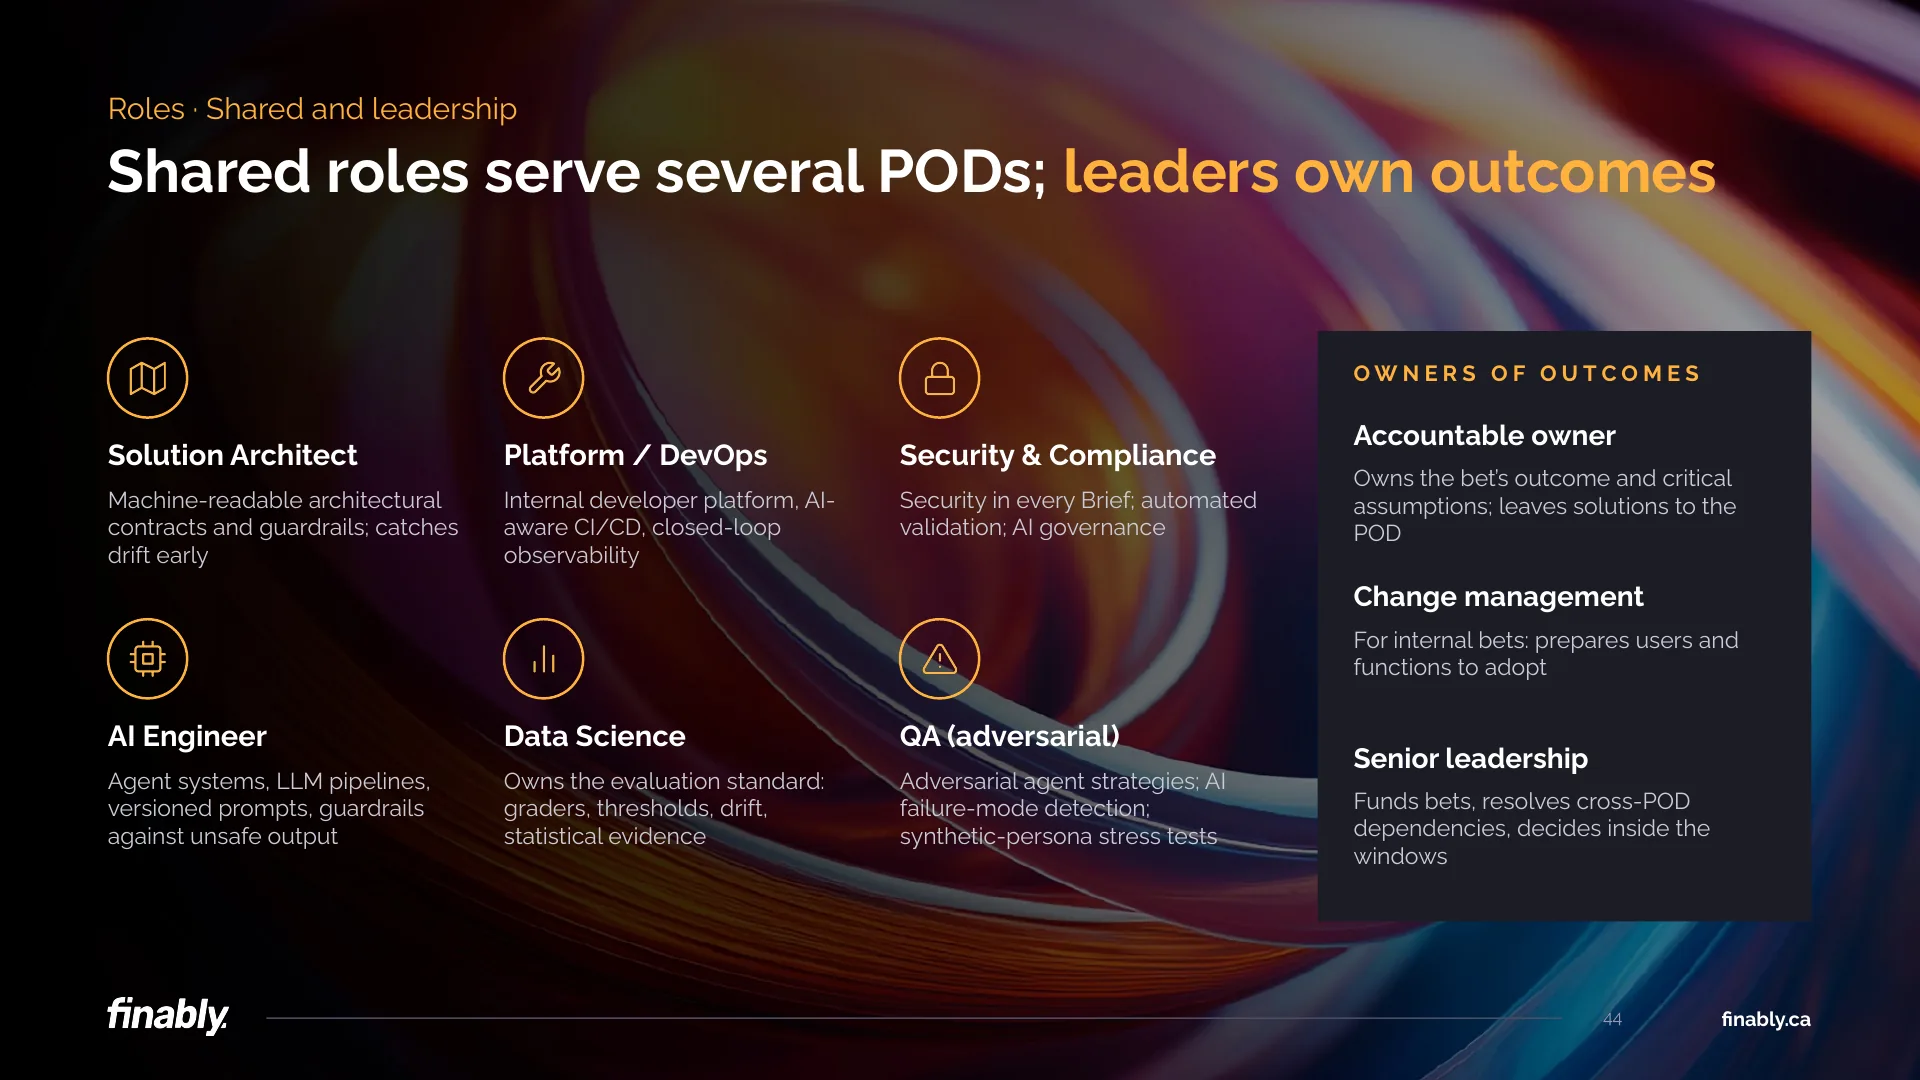 Roles · Shared and leadership
Shared roles serve several PODs; leaders own outcomes
Solution Architect
Machine-readable architectural
contracts and guardrails; catches
drift early
Platform / DevOps
Internal developer platform, AI-
aware CI/CD, closed-loop
observability
Security & Compliance
Security in every Brief; automated
validation; AI governance
AI Engineer
Agent systems, LLM pipelines,
versioned prompts, guardrails
against unsafe output
Data Science
Owns the evaluation standard:
graders, thresholds, drift,
statistical evidence
QA (adversarial)
Adversarial agent strategies; AI
failure-mode detection;
synthetic-persona stress tests
OWNERS OF OUTCOMES
Accountable owner
Owns the bet’s outcome and critical
assumptions; leaves solutions to the
POD
Change management
For internal bets: prepares users and
functions to adopt
Senior leadership
Funds bets, resolves cross-POD
dependencies, decides inside the
windows
finably.
44
finably.ca